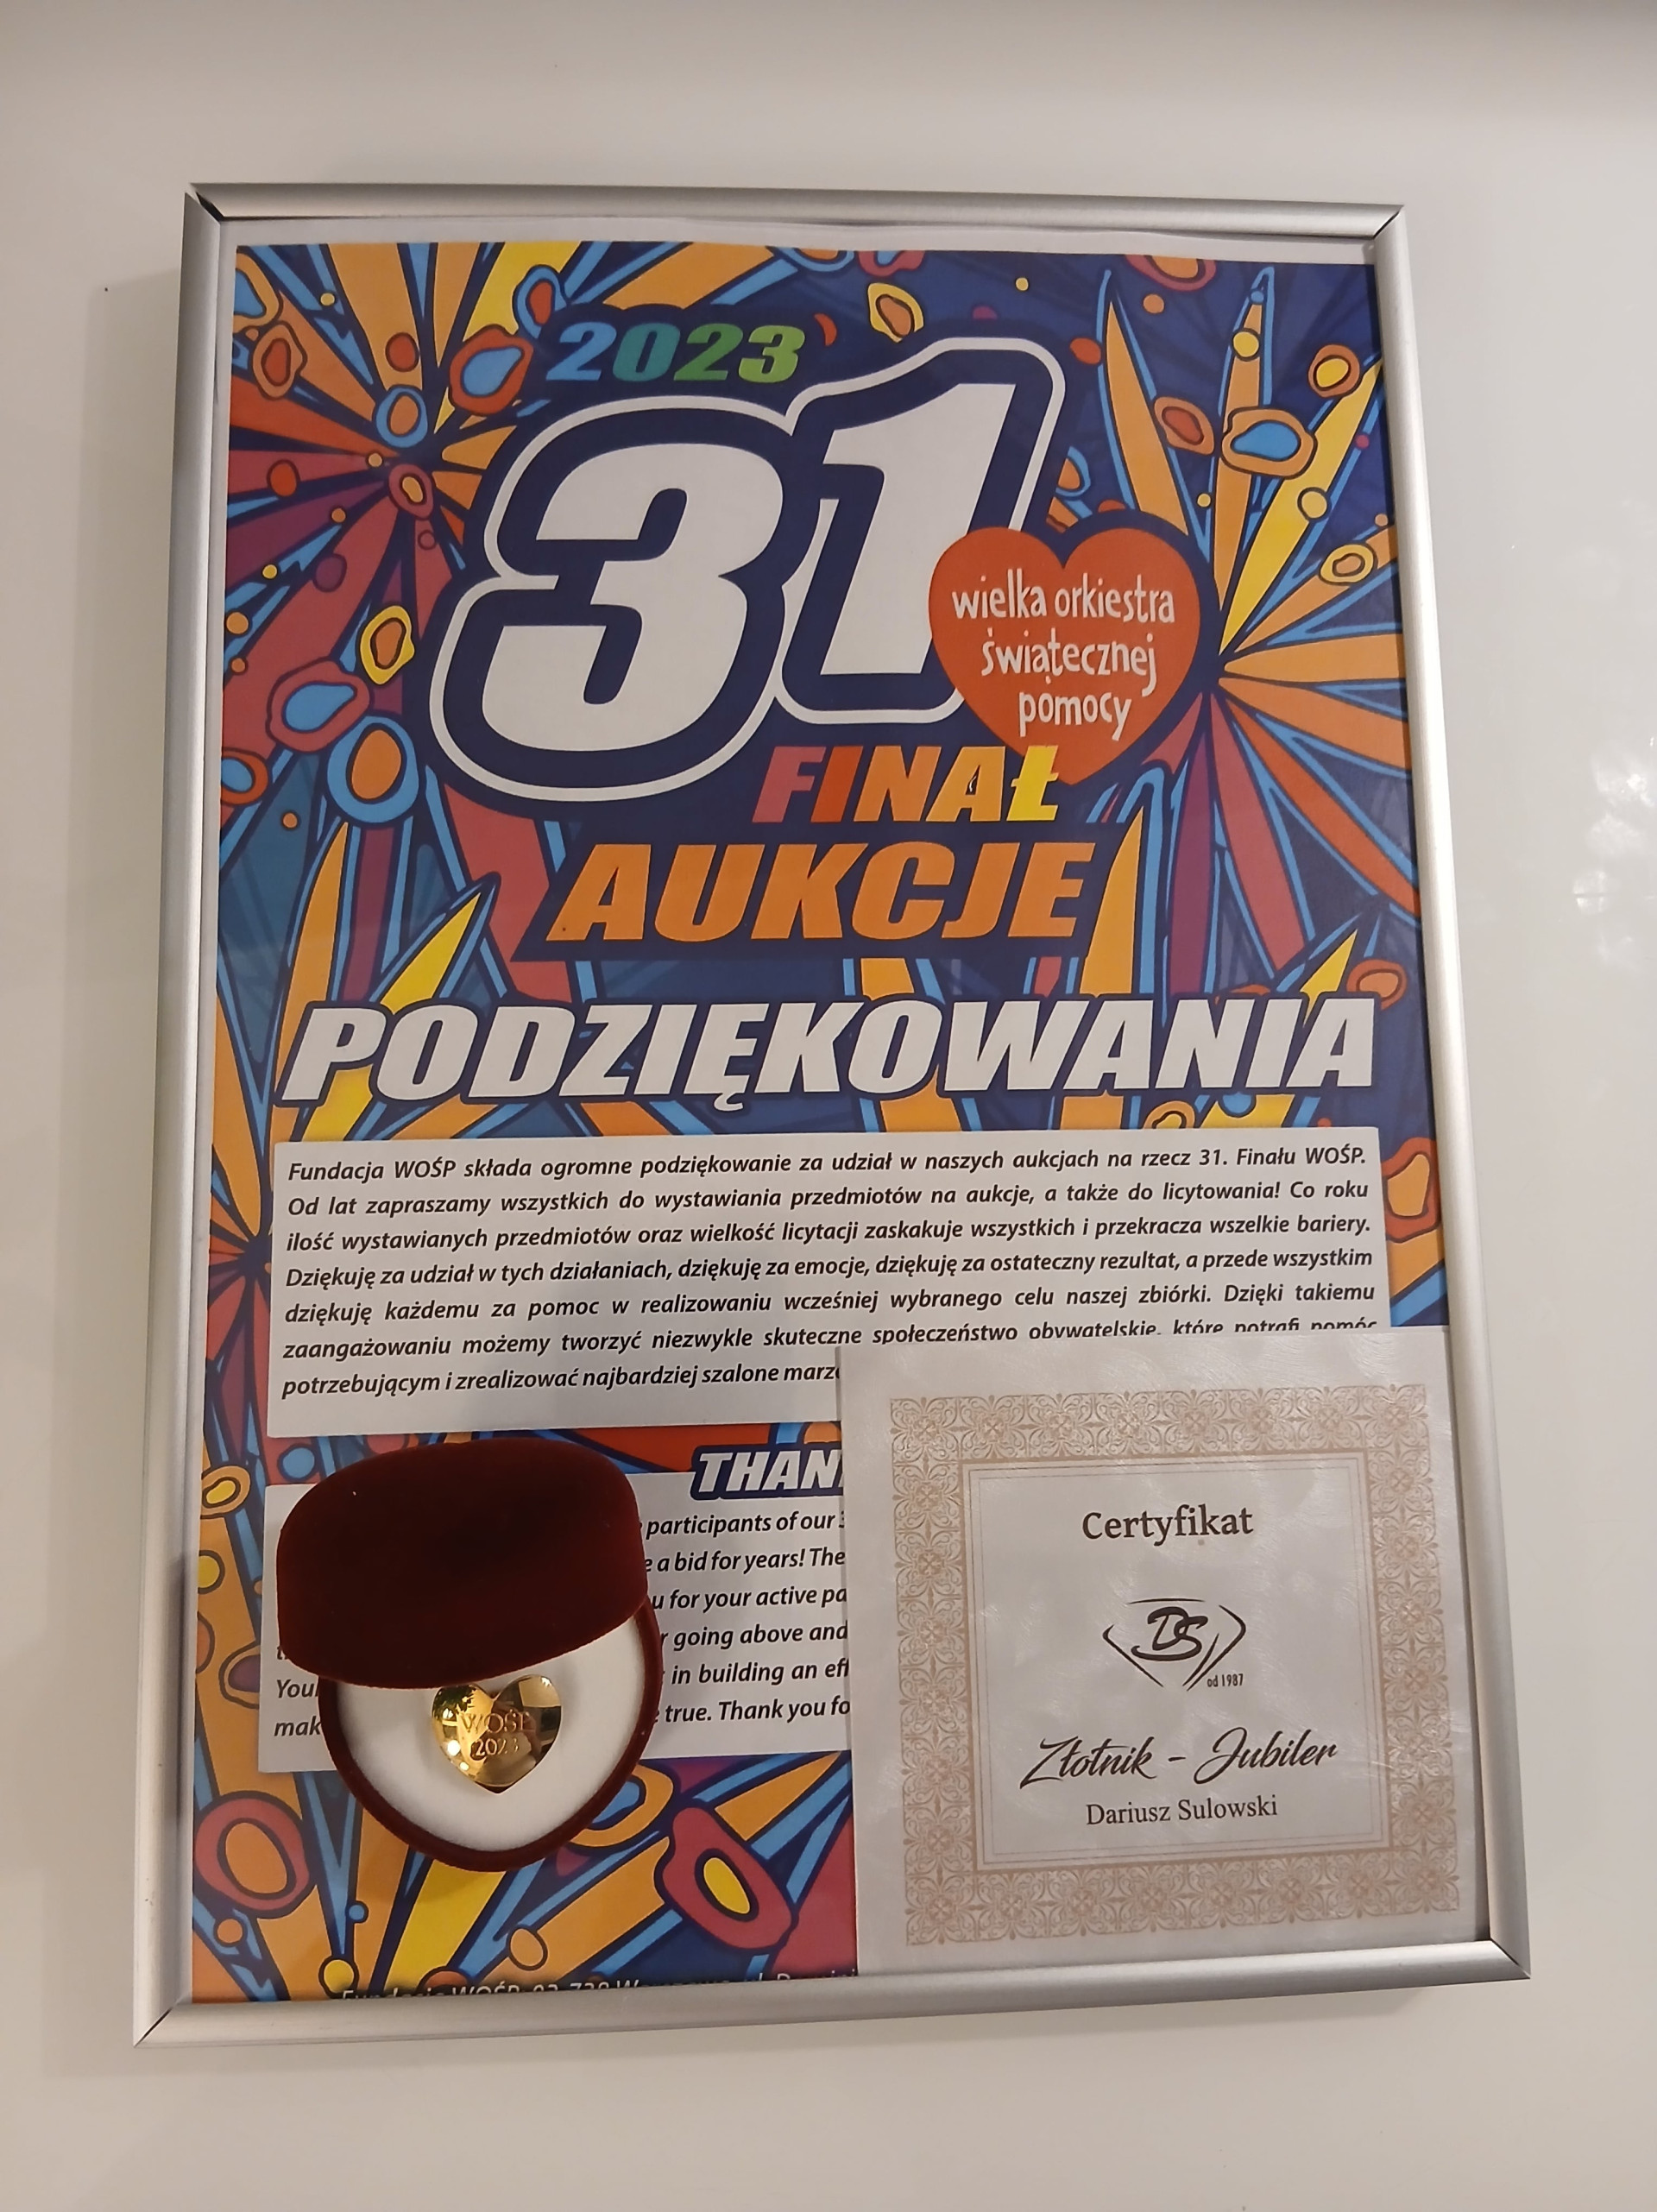 2023
31
wielka orkiestra
świątecznej
pomocy
FINAŁ
AUKCJE
PODZIĘKOWANIA
Fundacja WOŚP składa ogromne podziękowanie za udział w naszych aukcjach na rzecz 31. Finału WOŚP.
Od lat zapraszamy wszystkich do wystawiania przedmiotów na aukcje, a także do licytowania! Co roku
ilość wystawianych przedmiotów oraz wielkość licytacji zaskakuje wszystkich i przekracza wszelkie bariery.
Dziękuję za udział w tych działaniach, dziękuję za emocje, dziękuję za ostateczny rezultat, a przede wszystkim
dziękuję każdemu za pomoc w realizowaniu wcześniej wybranego celu naszej zbiórki. Dzięki takiemu
zaangażowaniu możemy tworzyć niezwykle skuteczne społeczeństwo obywatelskie, które potrafi pomóc
potrzebującym i zrealizować najbardziej szalone
THAN
participants of our
a bid for years! The
for your active
going above and
in building an
You
true. Thank you
WOŚP
2023
Certyfikat
DS
od 1987
Złotnik - Jubiler
Dariusz Sulowski
Fundacja WOŚP, 02-739